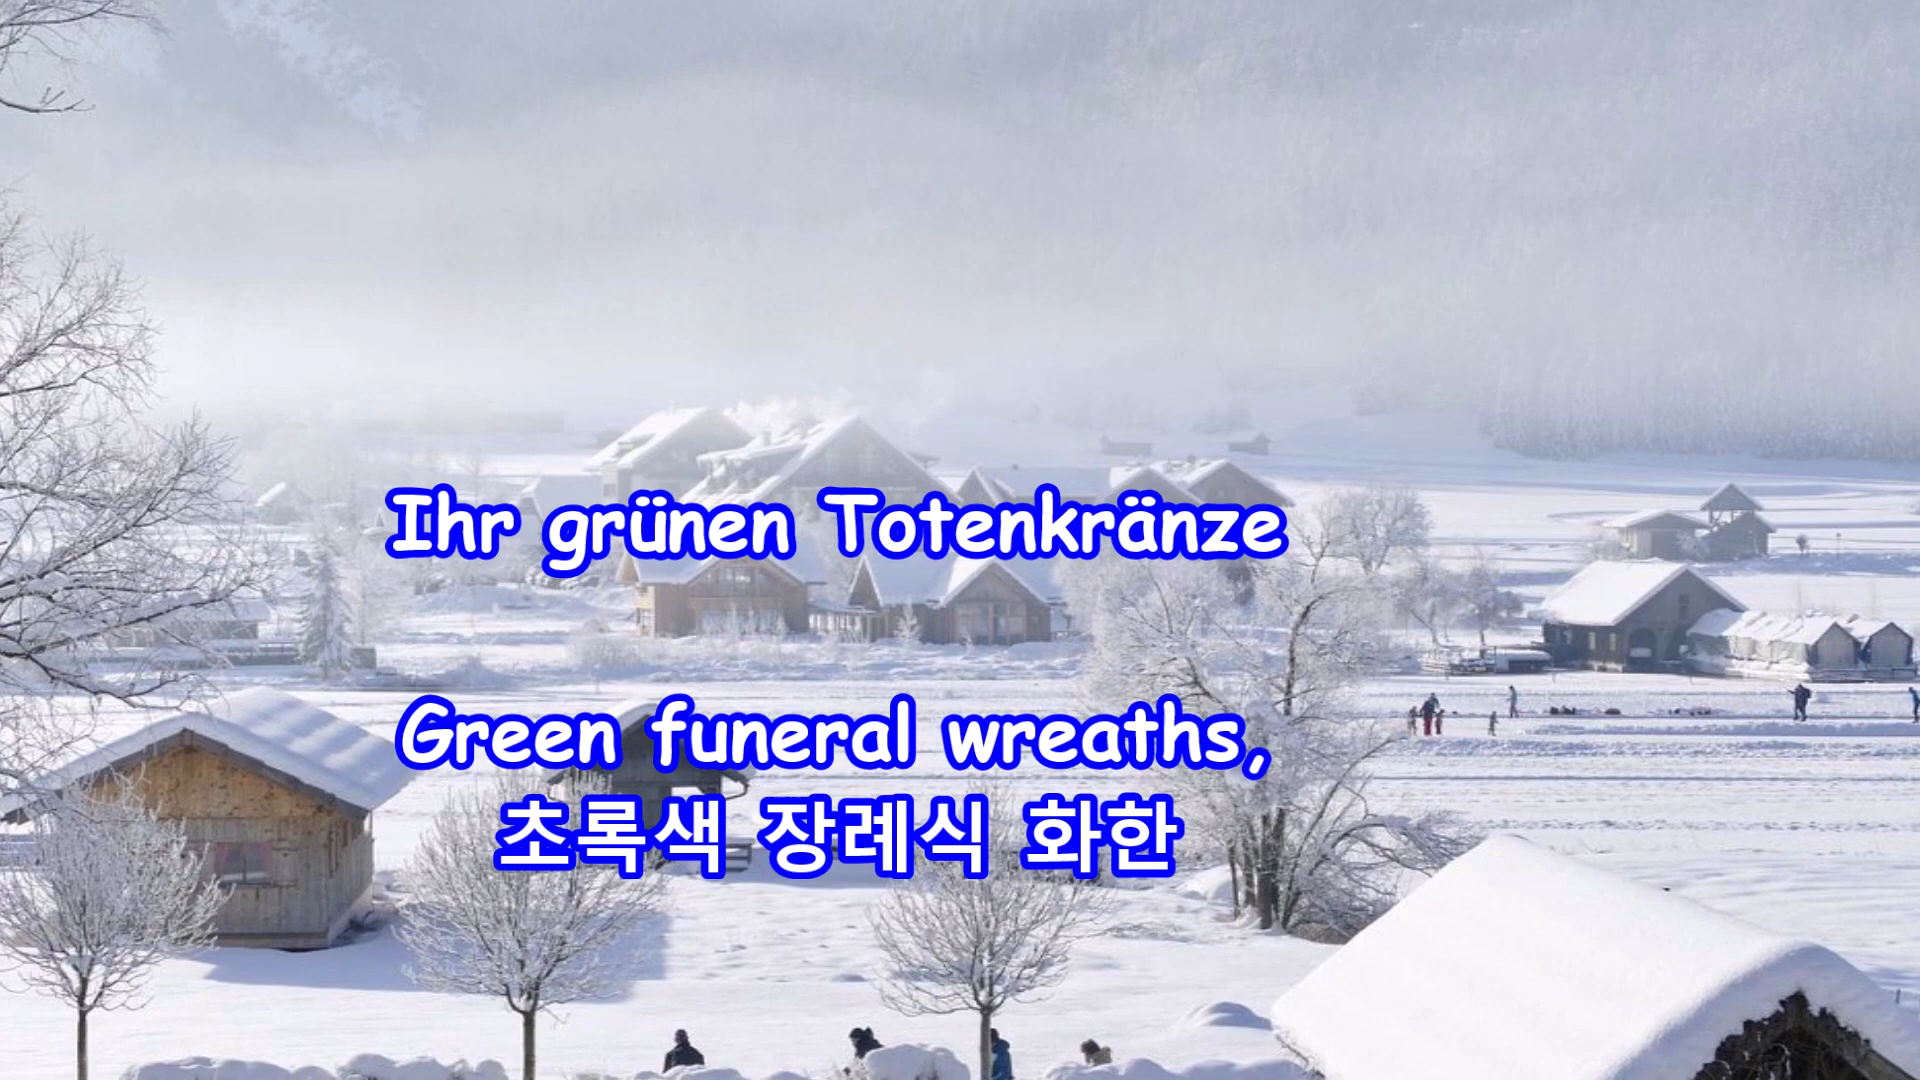 Ihr grünen Totenkränze
Green funeral wreaths,
초록색 장례식 화한